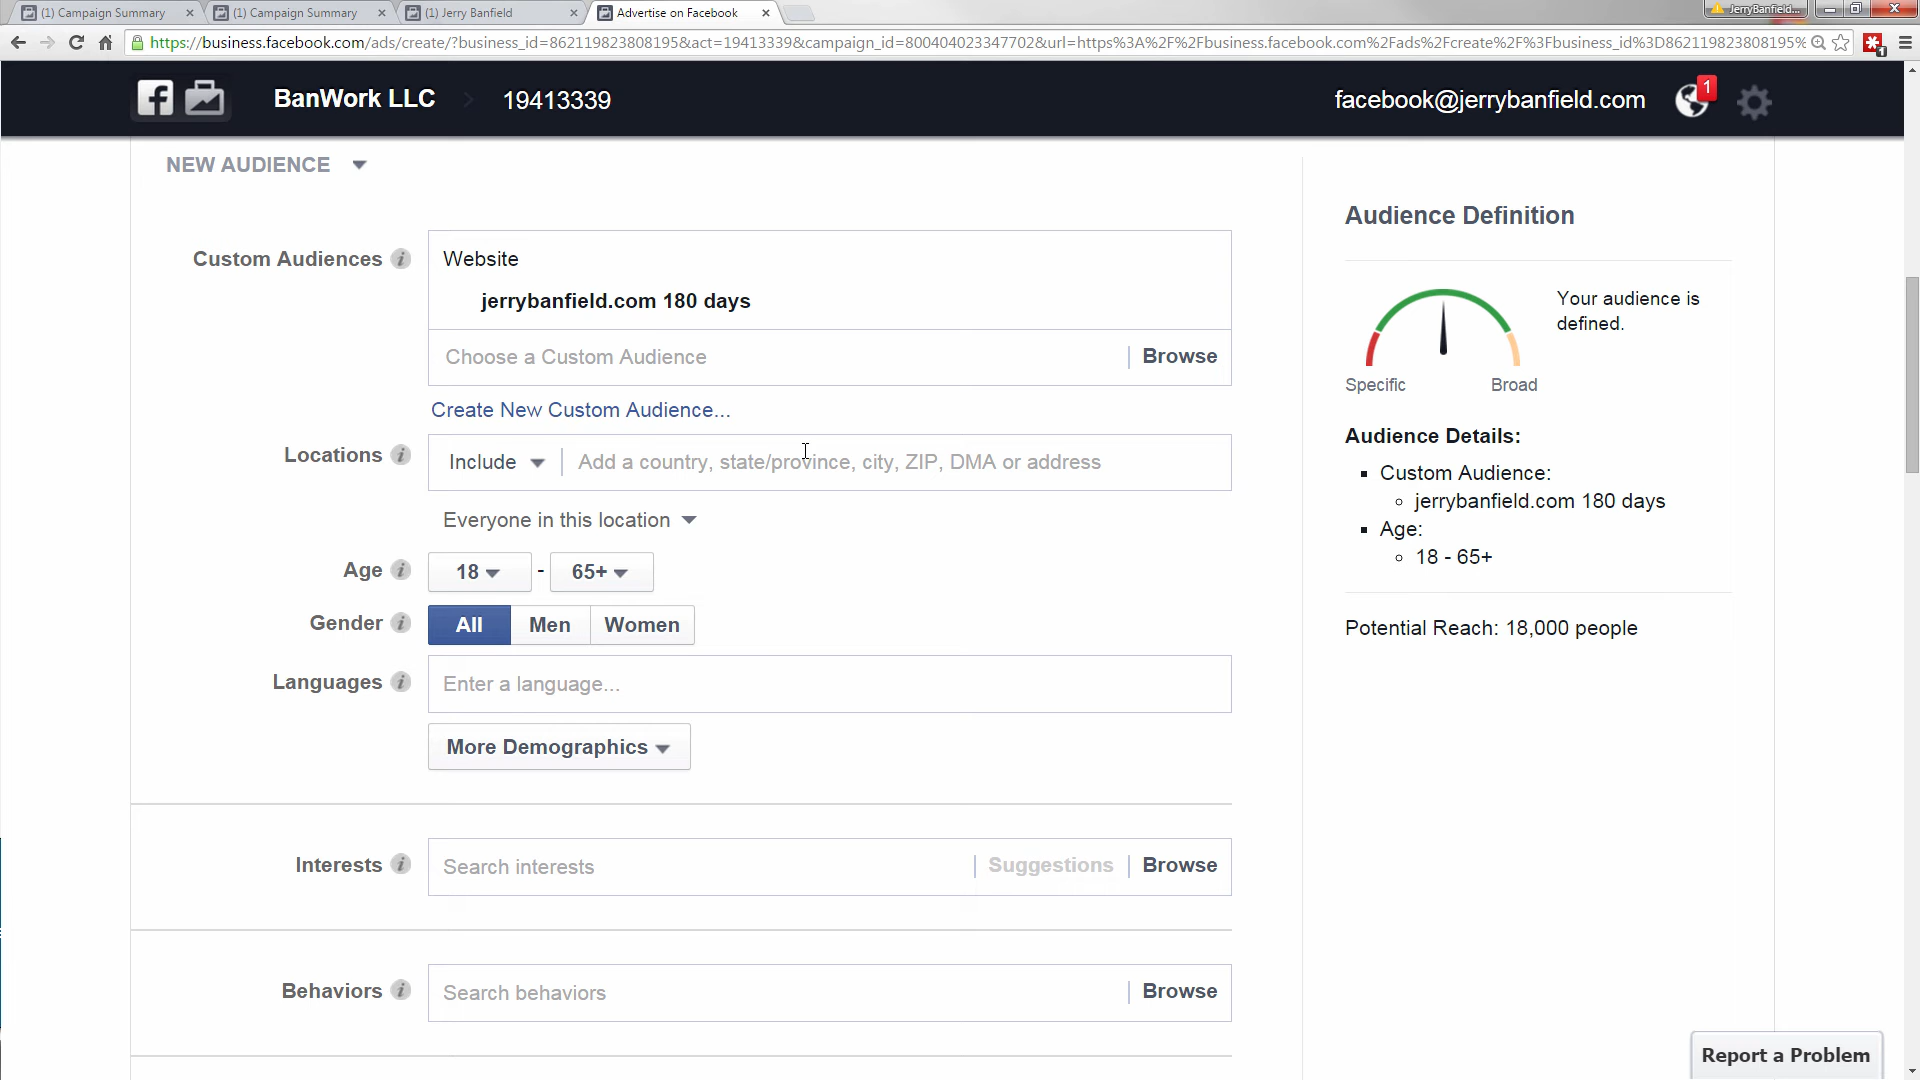 (1) Campaign Summary
(1) Campaign Summary
(1) Jerry Banfield
Advertise on Facebook
JerryBanfield...
https://business.facebook.com/ads/create/?business_id=862119823808195&act=19413339&campaign_id=800404023347702&url=https%3A%2F%2Fbusiness.facebook.com%2Fads%2Fcreate%2F%3Fbusiness_id%3D862119823808195%
1
BanWork LLC
19413339
facebook@jerrybanfield.com
1
NEW AUDIENCE
Custom Audiences
Website
jerrybanfield.com 180 days
Choose a Custom Audience
Browse
Create New Custom Audience...
Locations
Include
Add a country, state/province, city, ZIP, DMA or address
Everyone in this location
Age
18
-
65+
Gender
All
Men
Women
Languages
Enter a language...
More Demographics
Interests
Search interests
Suggestions
Browse
Behaviors
Search behaviors
Browse
Audience Definition
Your audience is
defined.
Specific
Broad
Audience Details:
Custom Audience:
jerrybanfield.com 180 days
Age:
18 - 65+
Potential Reach: 18,000 people
Report a Problem